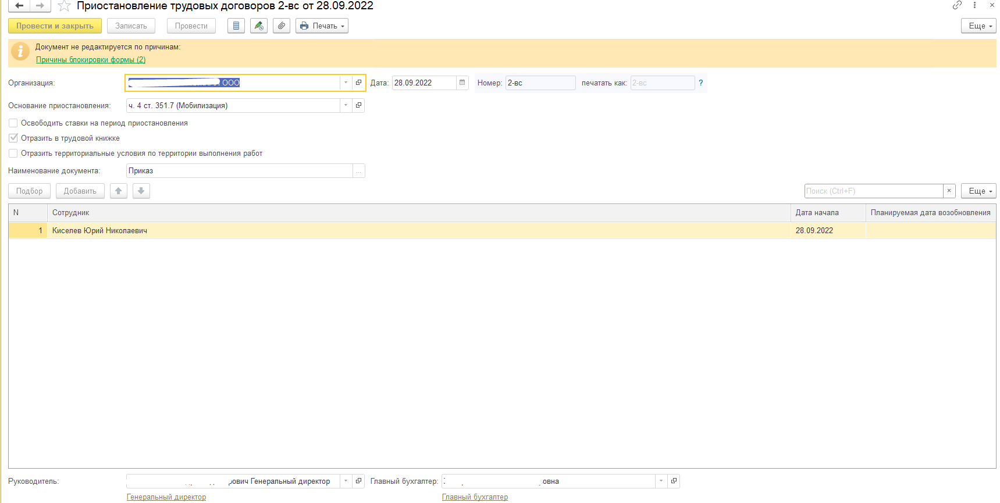 Приостановление трудовых договоров 2-вс от 28.09.2022
Провести и закрыть Записать Провести Печать Еще
Документ не редактируется по причинам:
Причины блокировки формы (2)
Организация: ООО Дата: 28.09.2022 Номер: 2-вс печатать как: 2-вс ?
Основание приостановления: ч. 4 ст. 351.7 (Мобилизация)
Освободить ставки на период приостановления
Отразить в трудовой книжке
Отразить территориальные условия по территории выполнения работ
Наименование документа: Приказ ...
Подбор Добавить Поиск (Ctrl+F) × Еще
N Сотрудник Дата начала Планируемая дата возобновления
1 Киселев Юрий Николаевич 28.09.2022
Руководитель: рович Генеральный директор Главный бухгалтер: овна
Генеральный директор Главный бухгалтер